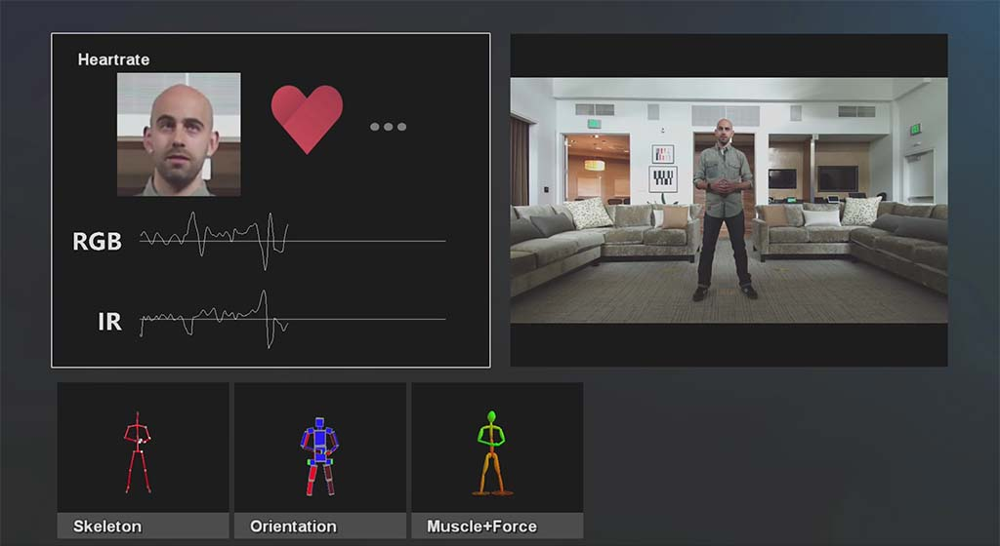 Heartrate
RGB
IR
Skeleton
Orientation
Muscle+Force